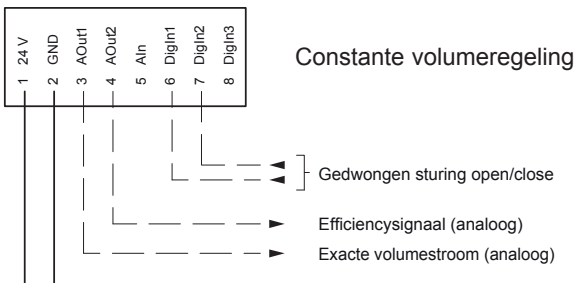 1 24 V
2 GND
3 AOut1
4 AOut2
5 AIn
6 DigIn1
7 DigIn2
8 DigIn3
Constante volumeregeling
Gedwongen sturing open/close
Efficiencysignaal (analoog)
Exacte volumestroom (analoog)